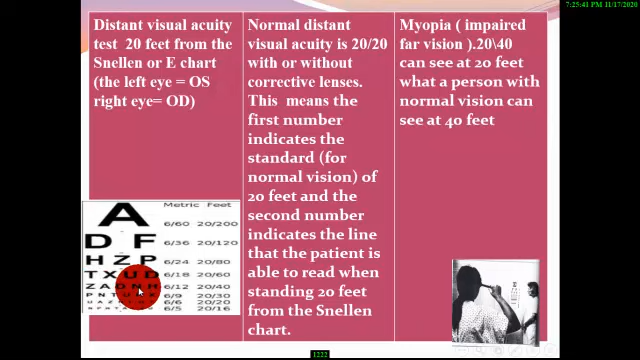 7:25:41 PM 11/17/2020
Distant visual acuity
test 20 feet from the
Snellen or E chart
(the left eye = OS
right eye= OD)
Normal distant
visual acuity is 20/20
with or without
corrective lenses.
This means the
first number
indicates the
standard (for
normal vision) of
20 feet and the
second number
indicates the line
that the patient is
able to read when
standing 20 feet
from the Snellen
chart.
Myopia ( impaired
far vision ).20\40
can see at 20 feet
what a person with
normal vision can
see at 40 feet
Metric Feet
A 6/60 20/200
D F 6/36 20/120
H Z P 6/24 20/80
T X U D 6/18 20/60
Z A D N H 6/12 20/40
P N T U 6/9 20/30
6/6 20/20
6/5 20/16
1222